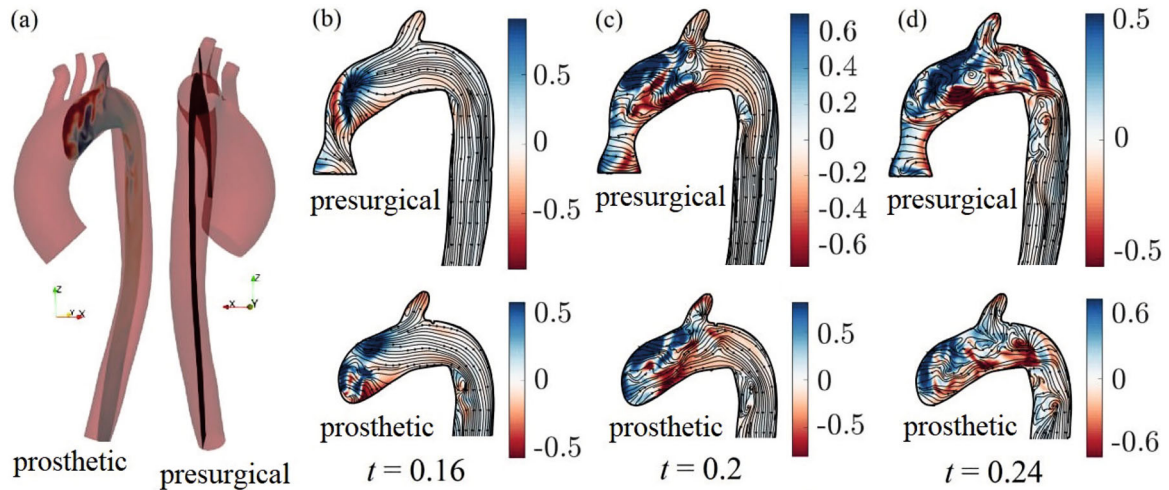 (a)
(b)
(c)
(d)
0.5
0
-0.5
presurgical
0.6
0.4
0.2
0
-0.2
-0.4
-0.6
presurgical
0.5
0
-0.5
presurgical
Z
Y
X
Z
X
Y
prosthetic
presurgical
0.5
0
-0.5
prosthetic
t = 0.16
0.5
0
-0.5
prosthetic
t = 0.2
0.6
0
-0.6
prosthetic
t = 0.24